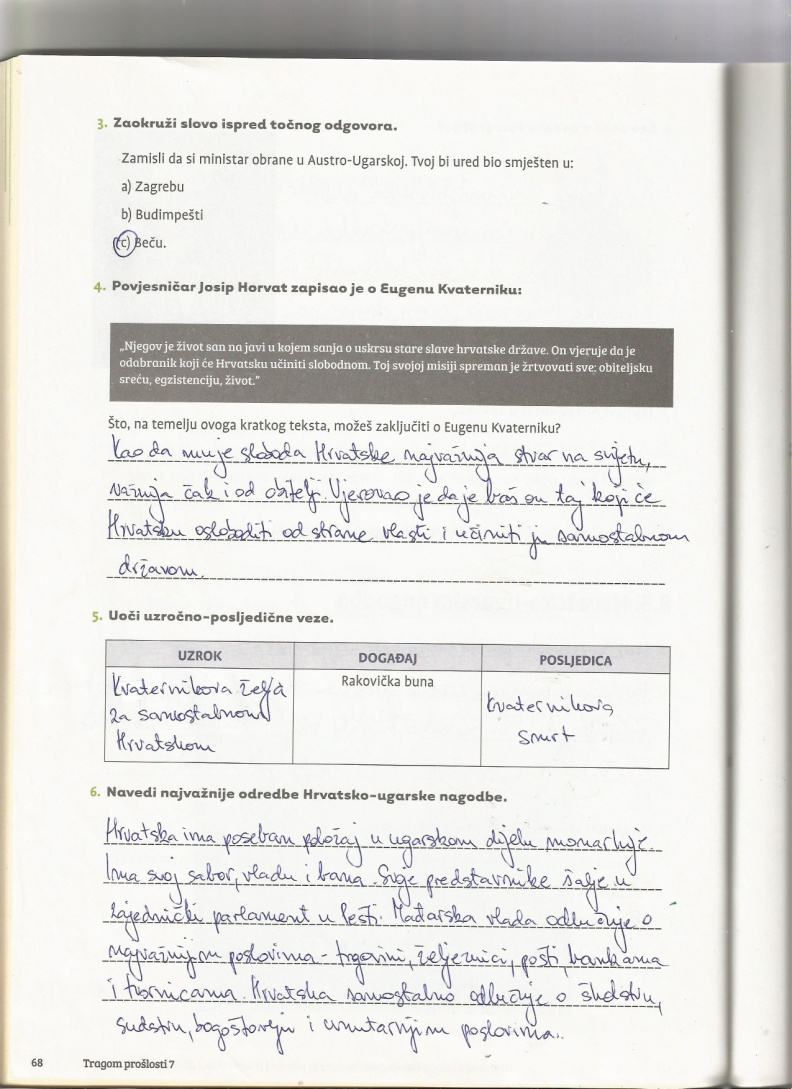 3. Zaokruži slovo ispred točnog odgovora.
Zamisli da si ministar obrane u Austro-Ugarskoj. Tvoj bi ured bio smješten u:
a) Zagrebu
b) Budimpešti
c) Beču.
4. Povjesničar Josip Horvat zapisao je o Eugenu Kvaterniku:
„Njegov je život san na javi u kojem sanja o uskrsu stare slave hrvatske države. On vjeruje da je
odabranik koji će Hrvatsku učiniti slobodnom. Toj svojoj misiji spreman je žrtvovati sve: obiteljsku
sreću, egzistenciju, život.”
Što, na temelju ovoga kratkog teksta, možeš zaključiti o Eugenu Kvaterniku?
Kao da mu je sloboda Hrvatske najvažnija stvar na svijetu,
važnija čak i od obitelji. Vjerovao je da je baš on taj koji će
Hrvatsku osloboditi od strane vlasti i učiniti ju samostalnom
državom.
5. Uoči uzročno-posljedične veze.
UZROK DOGAĐAJ POSLJEDICA
Kvaternikova želja Rakovička buna Kvaternikova
za samostalnom smrt
Hrvatskom
6. Navedi najvažnije odredbe Hrvatsko-ugarske nagodbe.
Hrvatska ima poseban položaj u ugarskom dijelu monarhije.
Ima svoj sabor, vladu i bana. Svoje predstavnike šalje u
zajednički parlament u Pešti. Mađarska vlada odlučuje o
najvažnijim poslovima - trgovini, željeznici, pošti, bankama
i tvornicama. Hrvatska samostalno odlučuje o školstvu,
sudstvu, bogoštovlju i unutarnjim poslovima.
68 Tragom prošlosti 7